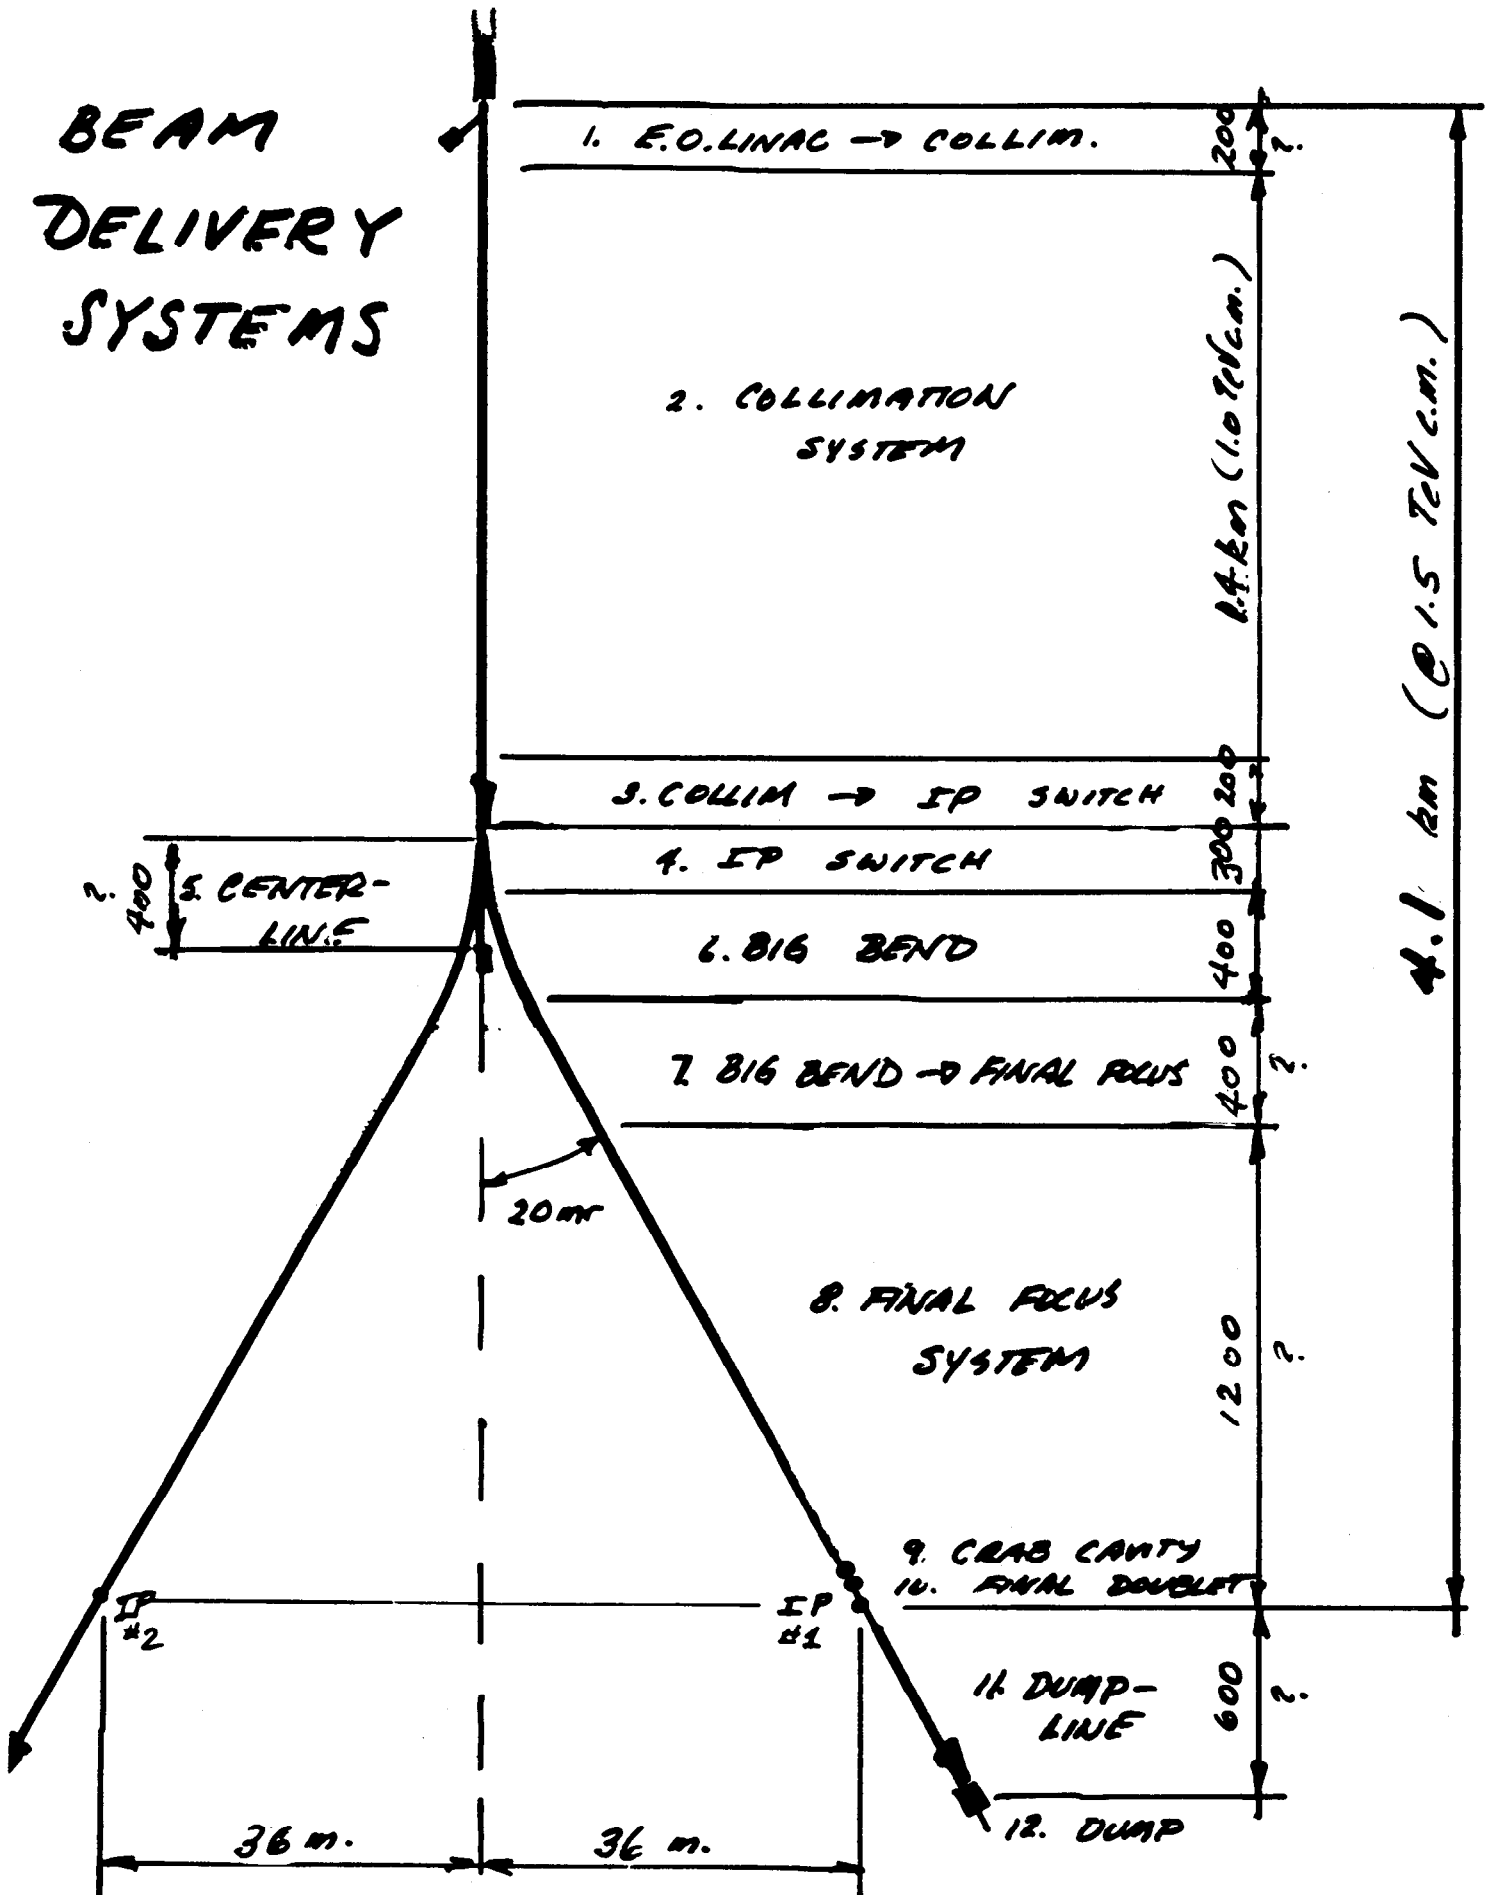 BEAM
DELIVERY
SYSTEMS
1. E.O.LINAC → COLLIM.
200
?.
2. COLLIMATION
SYSTEM
1.4 km (1.0 TeV c.m.)
4.1 km (@ 1.5 TeV c.m.)
3. COLLIM → IP SWITCH
200
?
4. IP SWITCH
300
5. CENTER-
LINE
400
?.
6. BIG BEND
400
7. BIG BEND → FINAL FOCUS
400
?.
20 mr
8. FINAL FOCUS
SYSTEM
1200
?.
9. CRAB CAVITY
10. FINAL DOUBLET
IP
#2
IP
#1
11. DUMP-
LINE
600
?.
12. DUMP
36 m.
36 m.